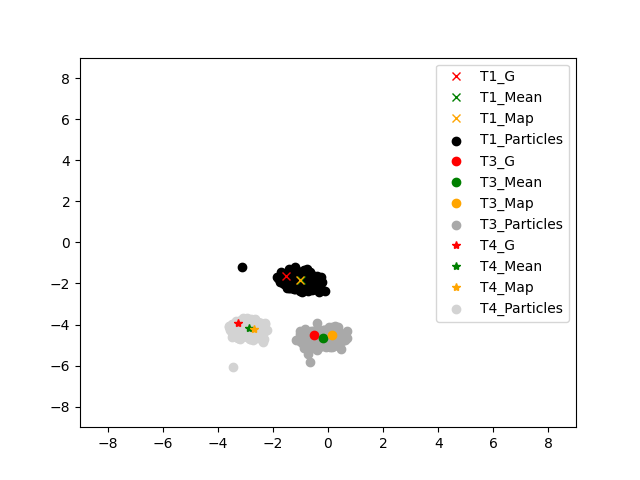 8
6
4
2
0
−2
−4
−6
−8
−8 −6 −4 −2 0 2 4 6 8
T1_G
T1_Mean
T1_Map
T1_Particles
T3_G
T3_Mean
T3_Map
T3_Particles
T4_G
T4_Mean
T4_Map
T4_Particles